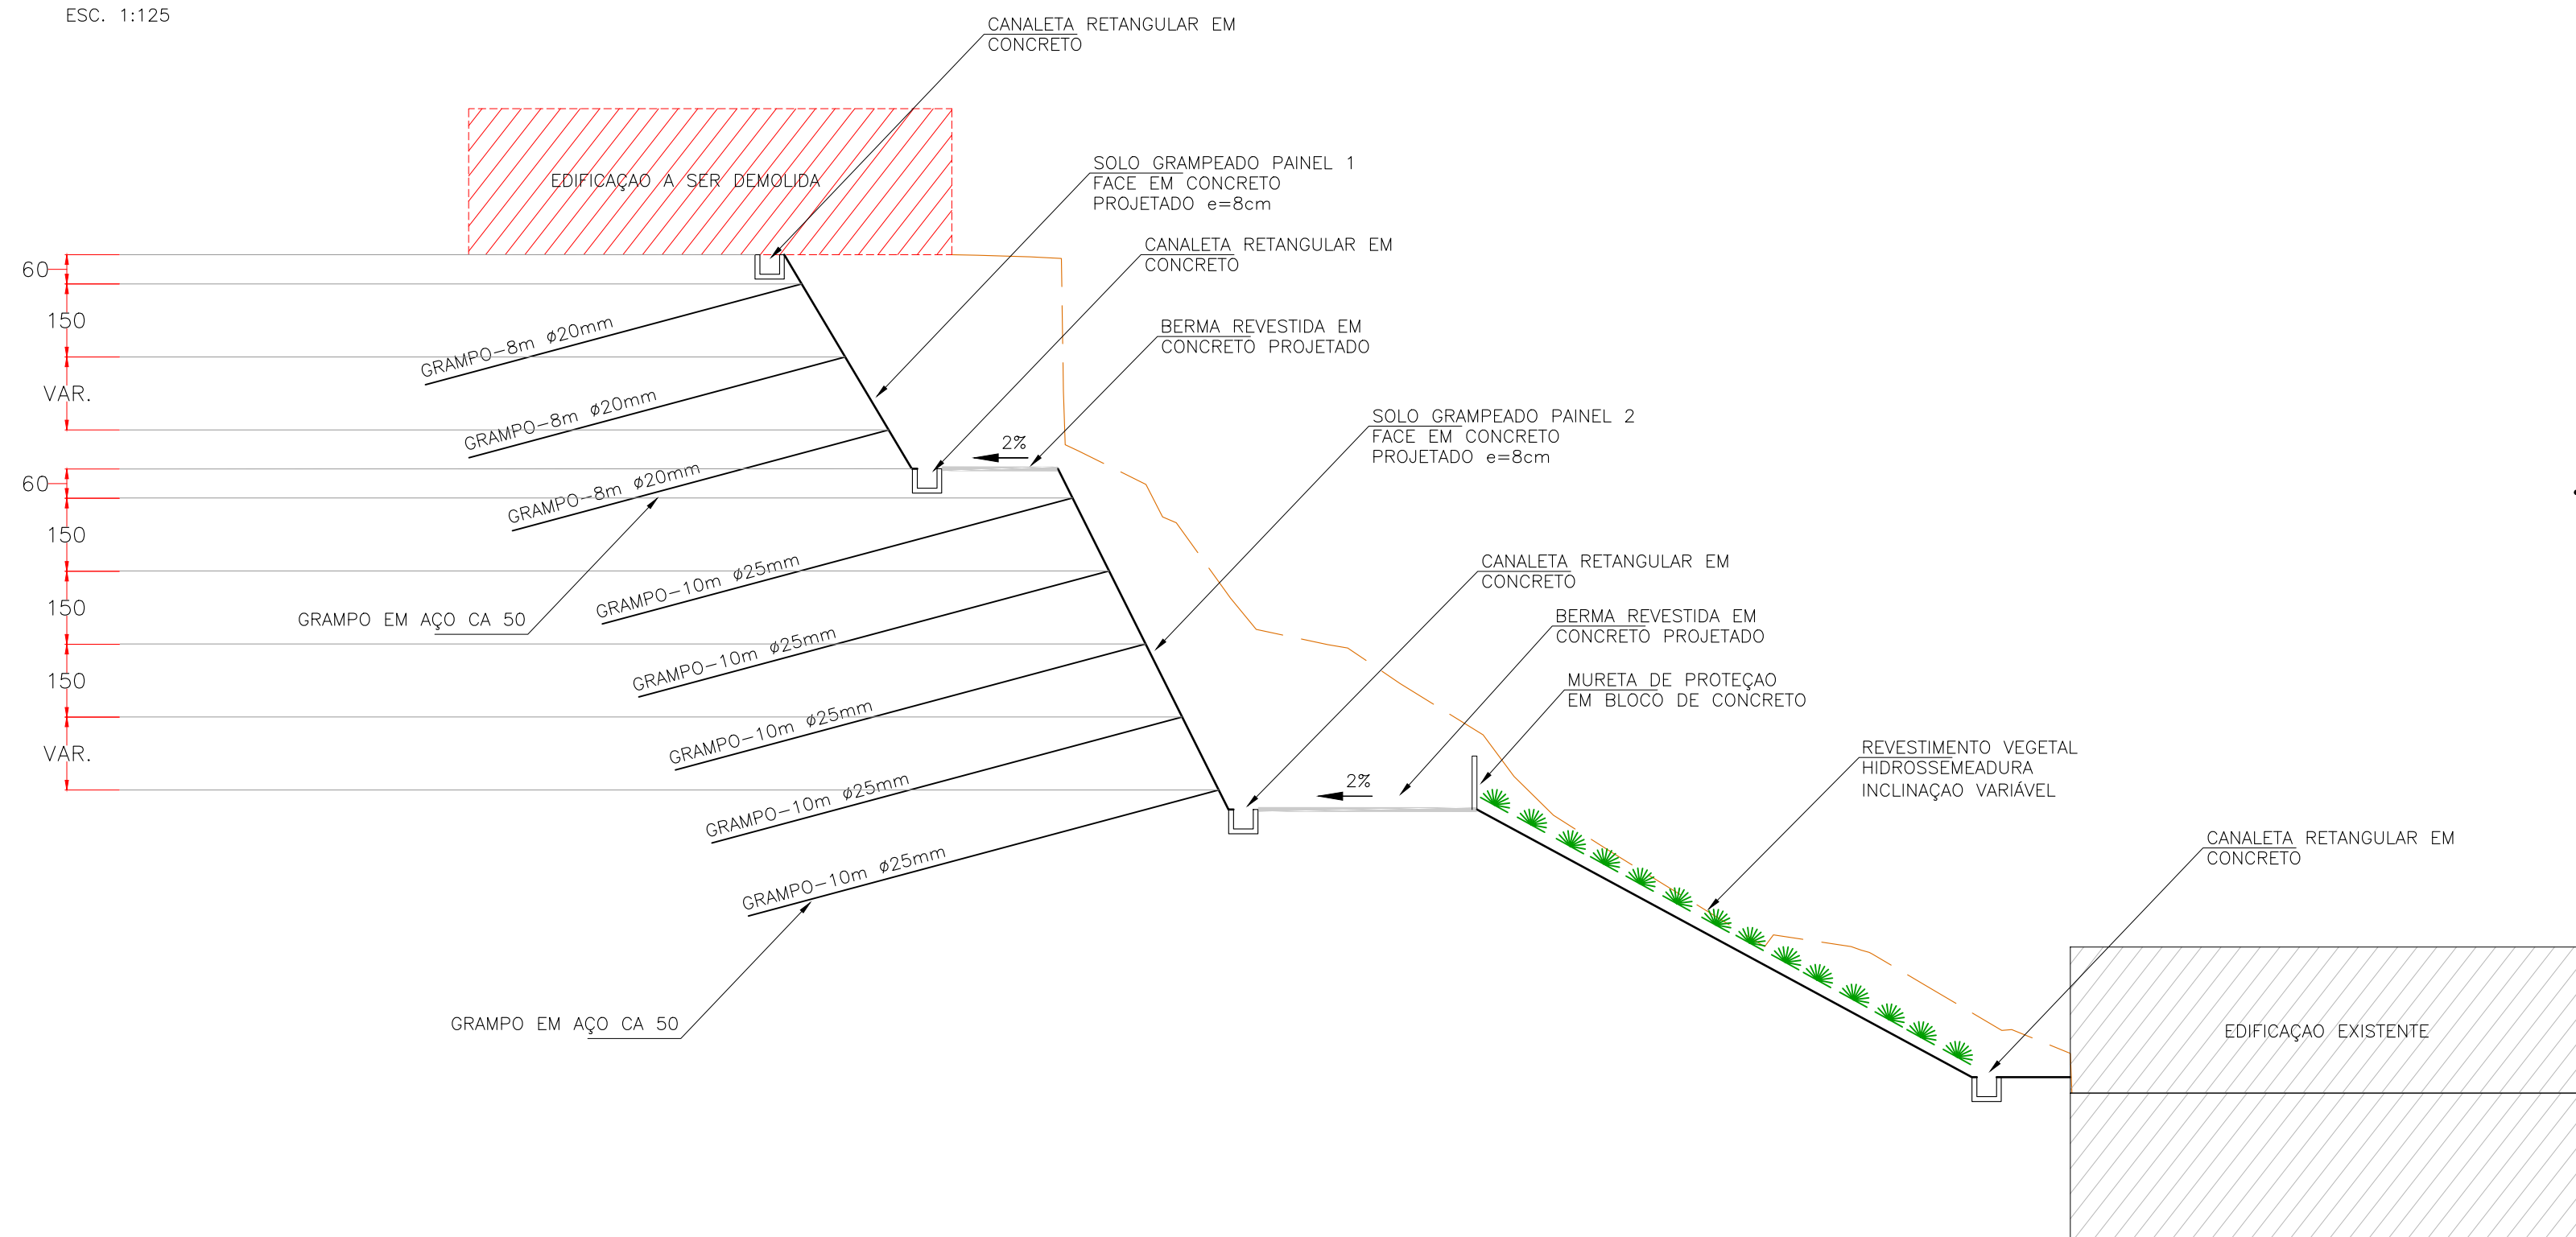 ESC. 1:125
CANALETA RETANGULAR EM
CONCRETO
EDIFICAÇAO A SER DEMOLIDA
SOLO GRAMPEADO PAINEL 1
FACE EM CONCRETO
PROJETADO e=8cm
CANALETA RETANGULAR EM
CONCRETO
BERMA REVESTIDA EM
CONCRETO PROJETADO
60
150
VAR.
60
150
150
150
VAR.
GRAMPO-8m ø20mm
GRAMPO-8m ø20mm
GRAMPO-8m ø20mm
2%
SOLO GRAMPEADO PAINEL 2
FACE EM CONCRETO
PROJETADO e=8cm
GRAMPO-10m ø25mm
GRAMPO-10m ø25mm
GRAMPO-10m ø25mm
GRAMPO-10m ø25mm
GRAMPO-10m ø25mm
GRAMPO EM AÇO CA 50
CANALETA RETANGULAR EM
CONCRETO
BERMA REVESTIDA EM
CONCRETO PROJETADO
MURETA DE PROTEÇAO
EM BLOCO DE CONCRETO
2%
REVESTIMENTO VEGETAL
HIDROSSEMEADURA
INCLINAÇAO VARIÁVEL
CANALETA RETANGULAR EM
CONCRETO
GRAMPO EM AÇO CA 50
EDIFICAÇAO EXISTENTE